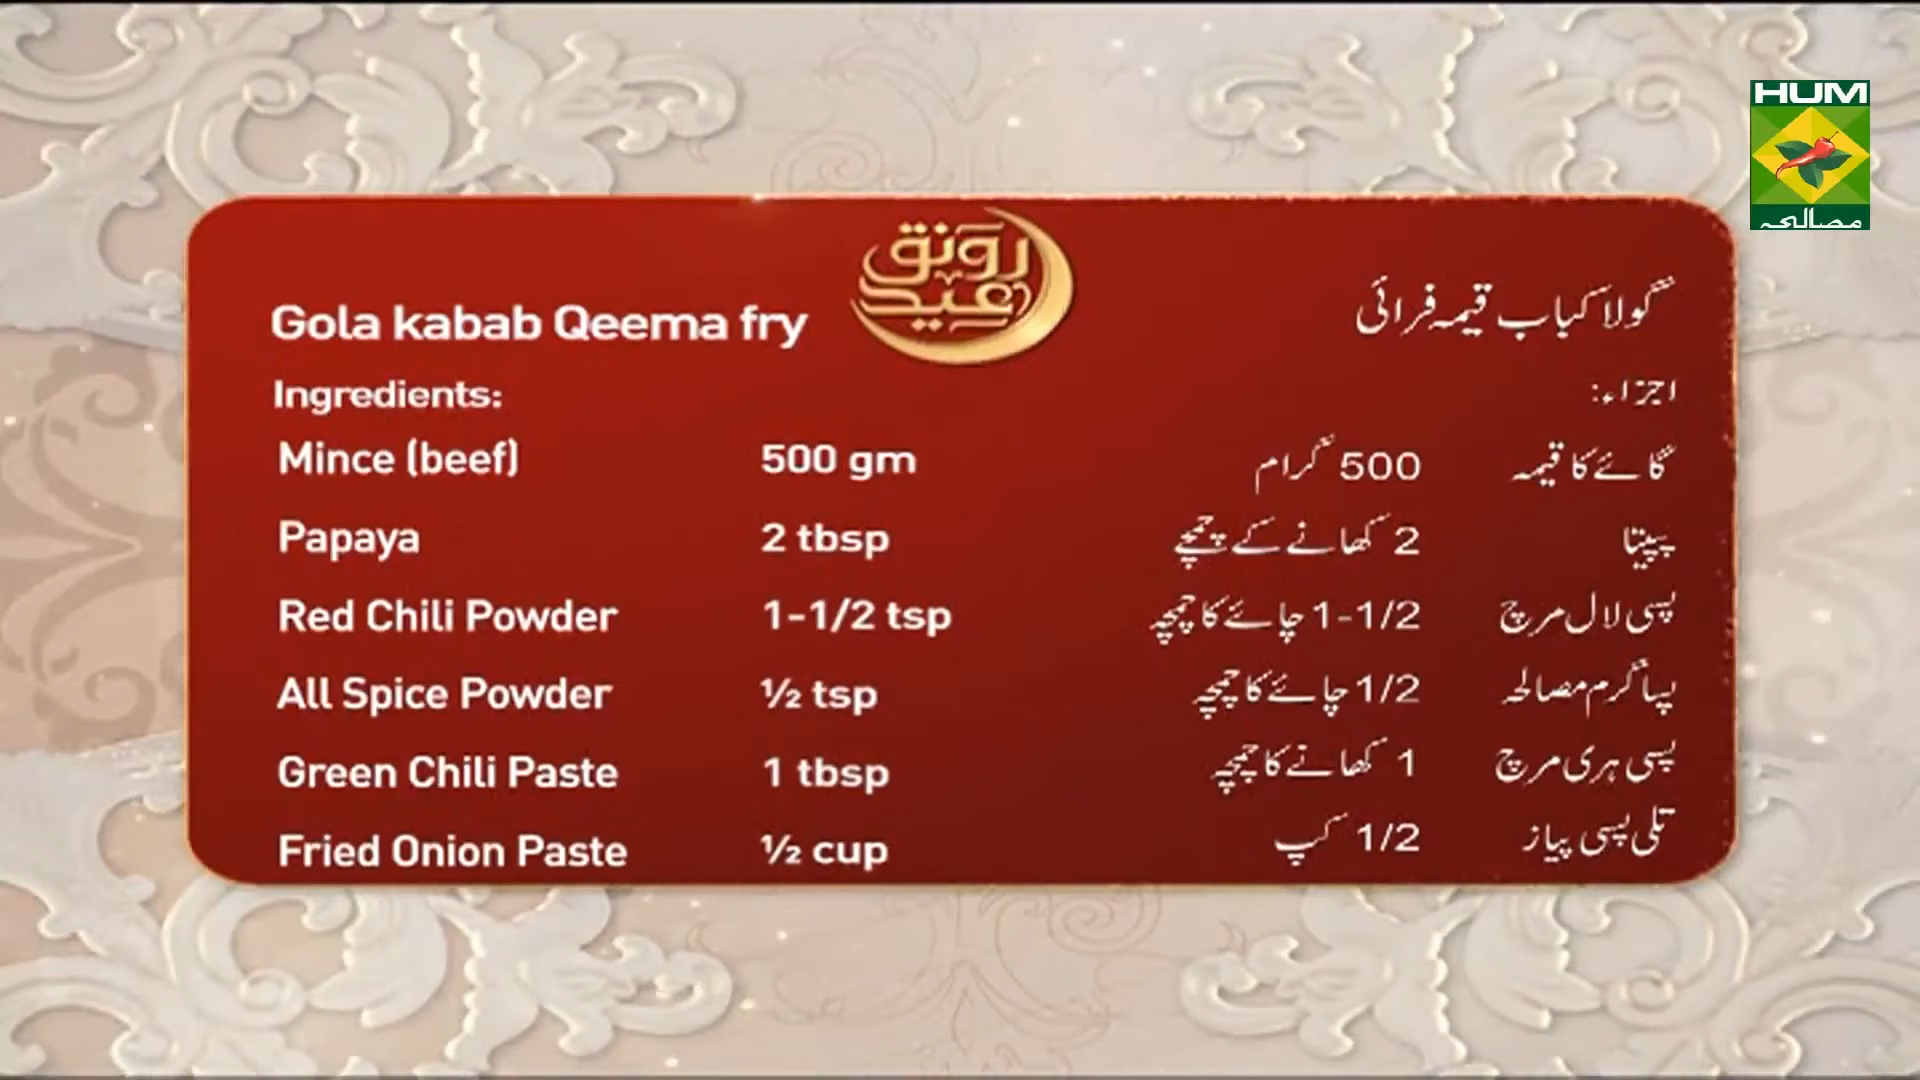 HUM
مصالحہ
رونق عید
Gola kabab Qeema fry
گولا کباب قیمہ فرائی
Ingredients:
اجزاء:
Mince (beef) 500 gm
گائے کا قیمہ 500 گرام
Papaya 2 tbsp
پپیتا 2 کھانے کے چمچے
Red Chili Powder 1-1/2 tsp
پسی لال مرچ 1-1/2 چائے کا چمچہ
All Spice Powder ½ tsp
پسا گرم مصالحہ 1/2 چائے کا چمچہ
Green Chili Paste 1 tbsp
پسی ہری مرچ 1 کھانے کا چمچہ
Fried Onion Paste ½ cup
تلی پسی پیاز 1/2 کپ